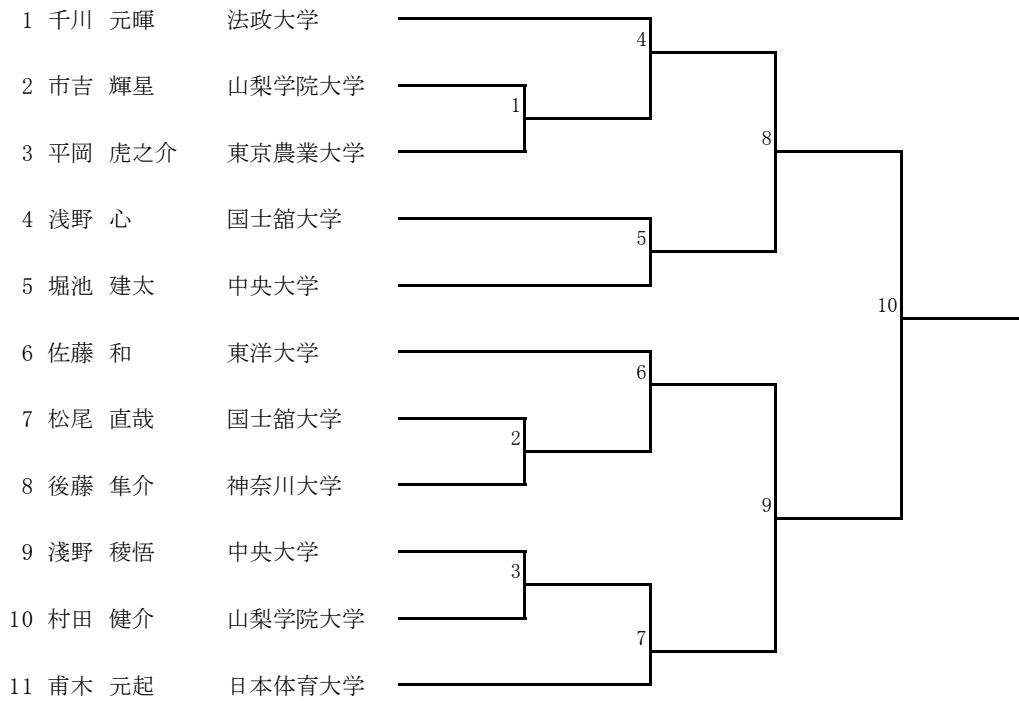 1 千川 元暉 法政大学
4
2 市吉 輝星 山梨学院大学
1
8
3 平岡 虎之介 東京農業大学
4 浅野 心 国士舘大学
5
5 堀池 建太 中央大学
10
6 佐藤 和 東洋大学
6
7 松尾 直哉 国士舘大学
2
8 後藤 隼介 神奈川大学
9
9 淺野 稜悟 中央大学
3
10 村田 健介 山梨学院大学
7
11 甫木 元起 日本体育大学